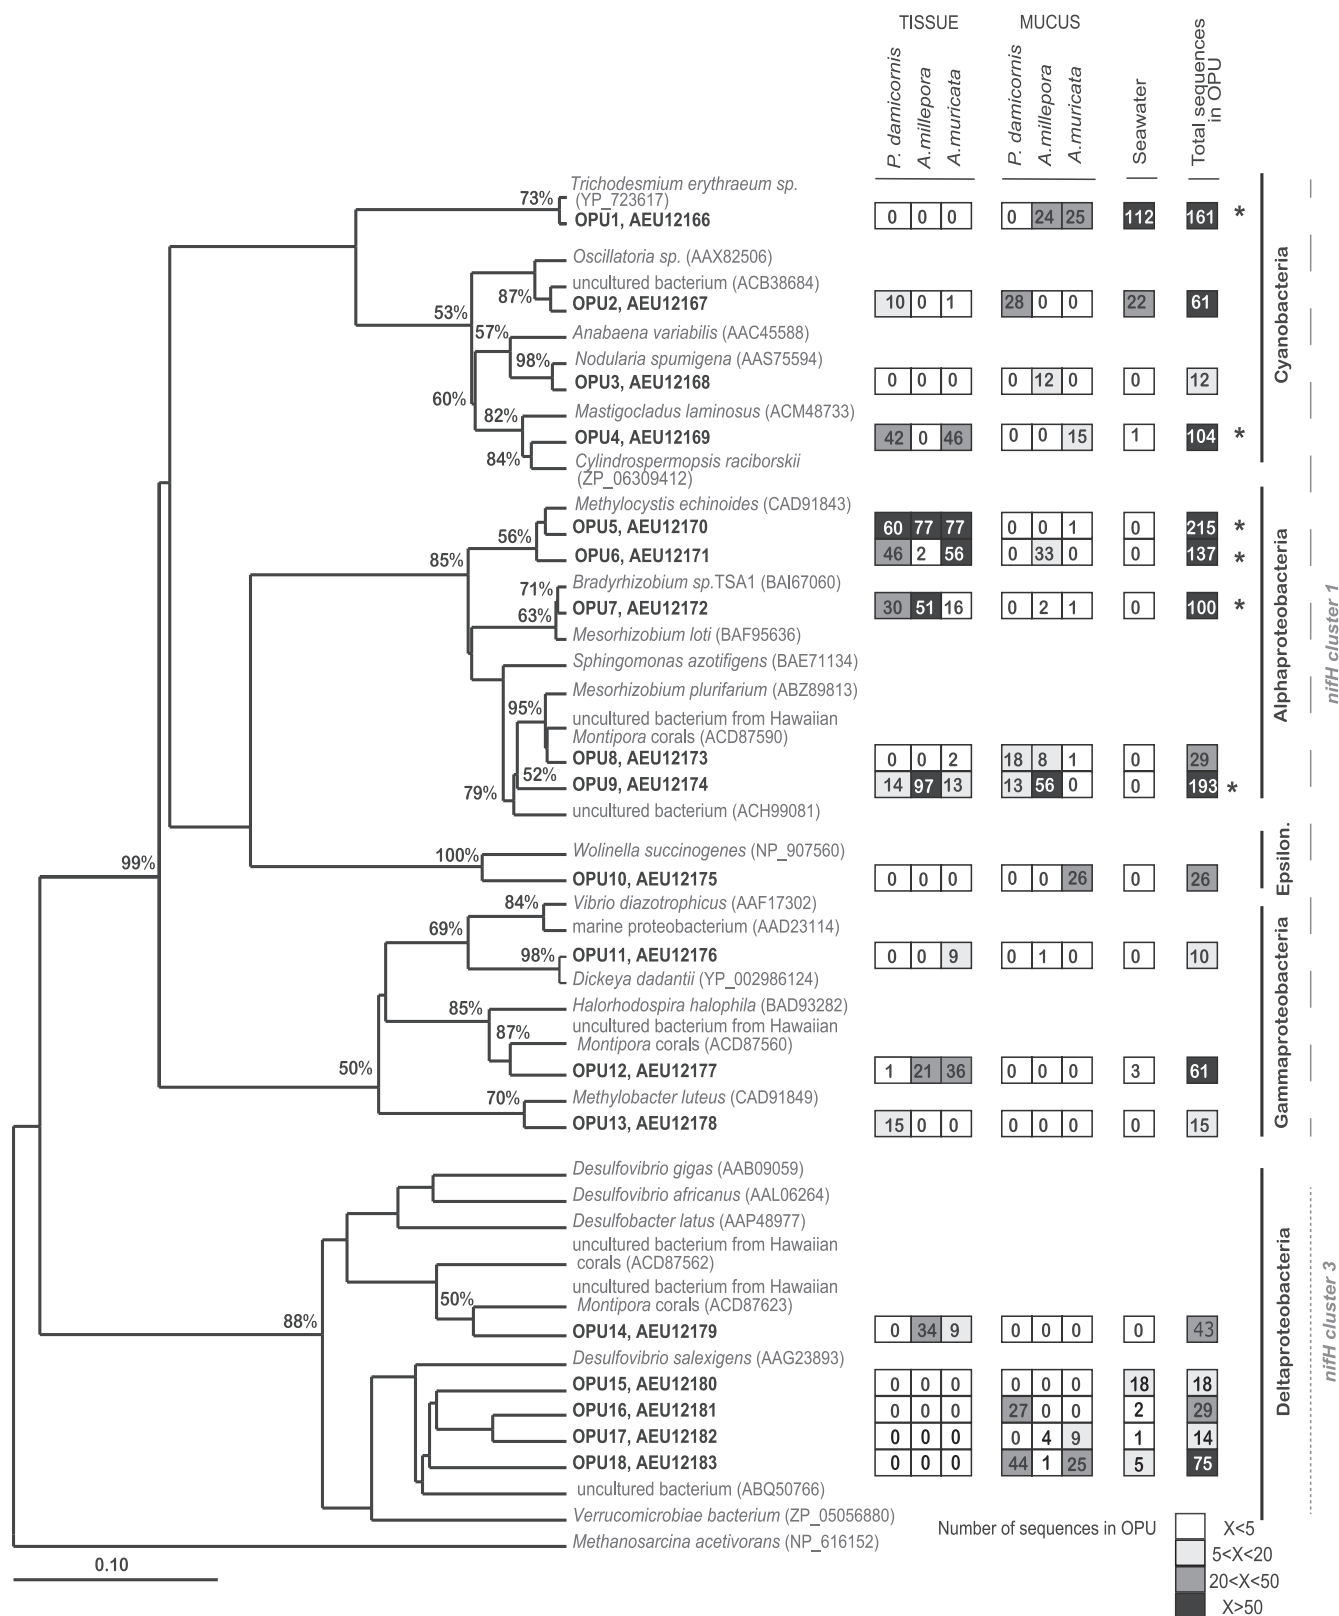 TISSUE MUCUS
P. damicornis
A.millepora
A.muricata
P. damicornis
A.millepora
A.muricata
Seawater
Total sequences
in OPU
Trichodesmium erythraeum sp.
73% (YP_723617)
OPU1, AEU12166 0 0 0 0 24 25 112 161 *
Oscillatoria sp. (AAX82506)
uncultured bacterium (ACB38684)
87% OPU2, AEU12167 10 0 1 28 0 0 22 61
53%
57% Anabaena variabilis (AAC45588)
98% Nodularia spumigena (AAS75594)
OPU3, AEU12168 0 0 0 0 12 0 0 12
60%
82% Mastigocladus laminosus (ACM48733)
OPU4, AEU12169 42 0 46 0 0 15 1 104 *
84% Cylindrospermopsis raciborskii
(ZP_06309412)
Cyanobacteria
Methylocystis echinoides (CAD91843)
OPU5, AEU12170 60 77 77 0 0 1 0 215 *
56%
OPU6, AEU12171 46 2 56 0 33 0 0 137 *
85%
71% Bradyrhizobium sp.TSA1 (BAI67060)
63% OPU7, AEU12172 30 51 16 0 2 1 0 100 *
Mesorhizobium loti (BAF95636)
Sphingomonas azotifigens (BAE71134)
Mesorhizobium plurifarium (ABZ89813)
95% uncultured bacterium from Hawaiian
Montipora corals (ACD87590)
OPU8, AEU12173 0 0 2 18 8 1 0 29
52%
OPU9, AEU12174 14 97 13 13 56 0 0 193 *
79%
uncultured bacterium (ACH99081)
Alphaproteobacteria
nifH cluster 1
99%
100% Wolinella succinogenes (NP_907560)
OPU10, AEU12175 0 0 0 0 0 26 0 26
Epsilon.
84% Vibrio diazotrophicus (AAF17302)
69% marine proteobacterium (AAD23114)
98% OPU11, AEU12176 0 0 9 0 1 0 0 10
Dickeya dadantii (YP_002986124)
85% Halorhodospira halophila (BAD93282)
87% uncultured bacterium from Hawaiian
Montipora corals (ACD87560)
50% OPU12, AEU12177 1 21 36 0 0 0 3 61
70% Methylobacter luteus (CAD91849)
OPU13, AEU12178 15 0 0 0 0 0 0 15
Gammaproteobacteria
Desulfovibrio gigas (AAB09059)
Desulfovibrio africanus (AAL06264)
Desulfobacter latus (AAP48977)
uncultured bacterium from Hawaiian
corals (ACD87562)
uncultured bacterium from Hawaiian
50% Montipora corals (ACD87623)
88% OPU14, AEU12179 0 34 9 0 0 0 0 43
Desulfovibrio salexigens (AAG23893)
OPU15, AEU12180 0 0 0 0 0 0 18 18
OPU16, AEU12181 0 0 0 27 0 0 2 29
OPU17, AEU12182 0 0 0 0 4 9 1 14
OPU18, AEU12183 0 0 0 44 1 25 5 75
uncultured bacterium (ABQ50766)
Verrucomicrobiae bacterium (ZP_05056880)
Deltaproteobacteria
nifH cluster 3
Methanosarcina acetivorans (NP_616152)
0.10
Number of sequences in OPU
X<5
5<X<20
20<X<50
X>50